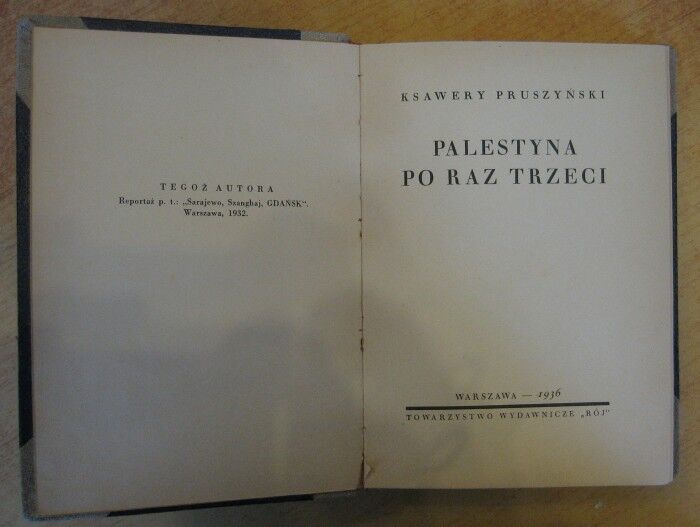 TEGOŻ AUTORA
Reportaż p. t.: „Sarajewo, Szanghaj, GDAŃSK".
Warszawa, 1932.
KSAWERY PRUSZYŃSKI
PALESTYNA
PO RAZ TRZECI
WARSZAWA — 1936
TOWARZYSTWO WYDAWNICZE „RÓJ"